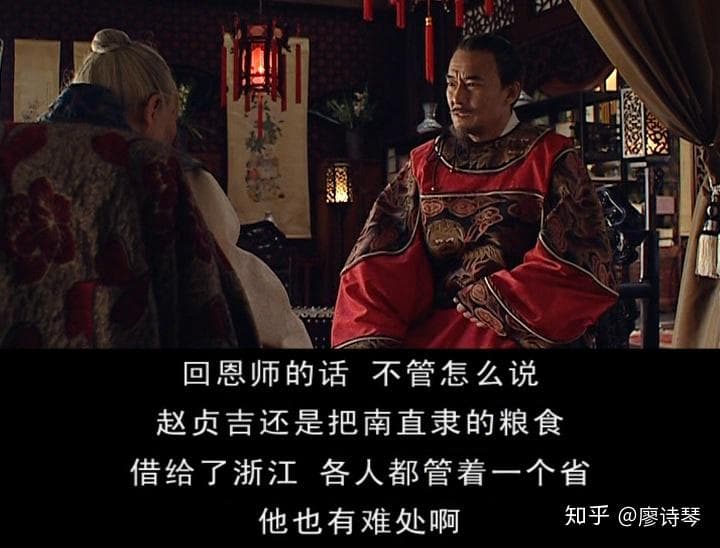 回恩师的话 不管怎么说
赵贞吉还是把南直隶的粮食
借给了浙江 各人都管着一个省
他也有难处啊
知乎 @廖诗琴